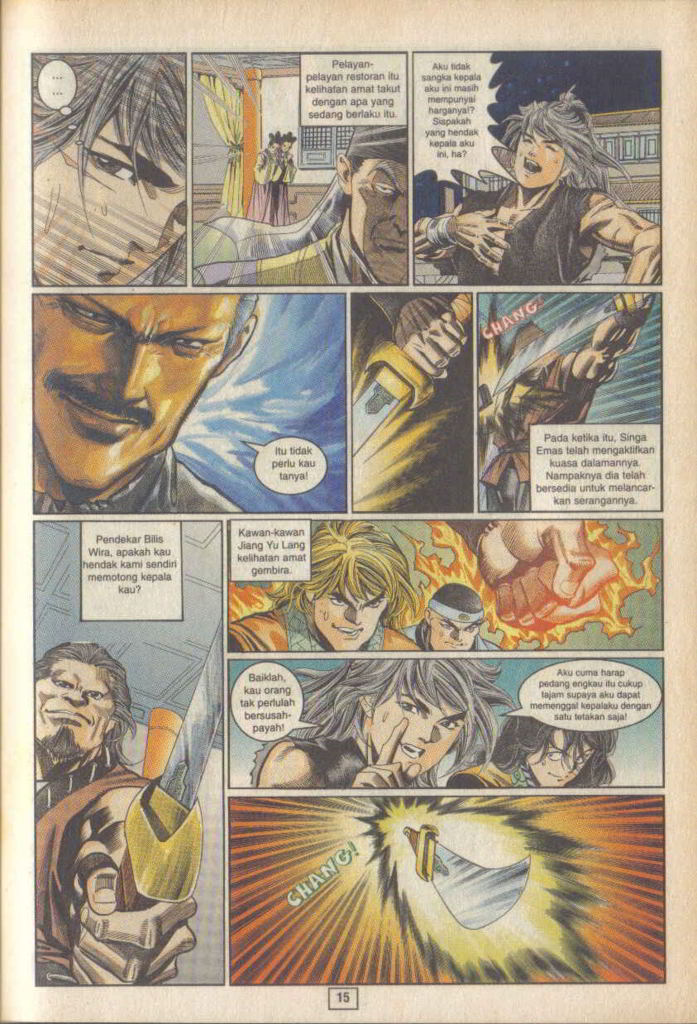 ...
...
Pelayan-
pelayan restoran itu
kelihatan amat takut
dengan apa yang
sedang berlaku itu.
Aku tidak
sangka kepala
aku ini masih
mempunyai
harganya!?
Siapakah
yang hendak
kepala aku
ini, ha?
Itu tidak
perlu kau
tanya!
CHANG!
Pada ketika itu, Singa
Emas telah mengaktifkan
kuasa dalamannya.
Nampaknya dia telah
bersedia untuk melancar-
kan serangannya.
Pendekar Bilis
Wira, apakah kau
hendak kami sendiri
memotong kepala
kau?
Kawan-kawan
Jiang Yu Lang
kelihatan amat
gembira.
Baiklah,
kau orang
tak perlulah
bersusah-
payah!
Aku cuma harap
pedang engkau itu cukup
tajam supaya aku dapat
memenggal kepalaku dengan
satu tetakan saja!
CHANG!
15